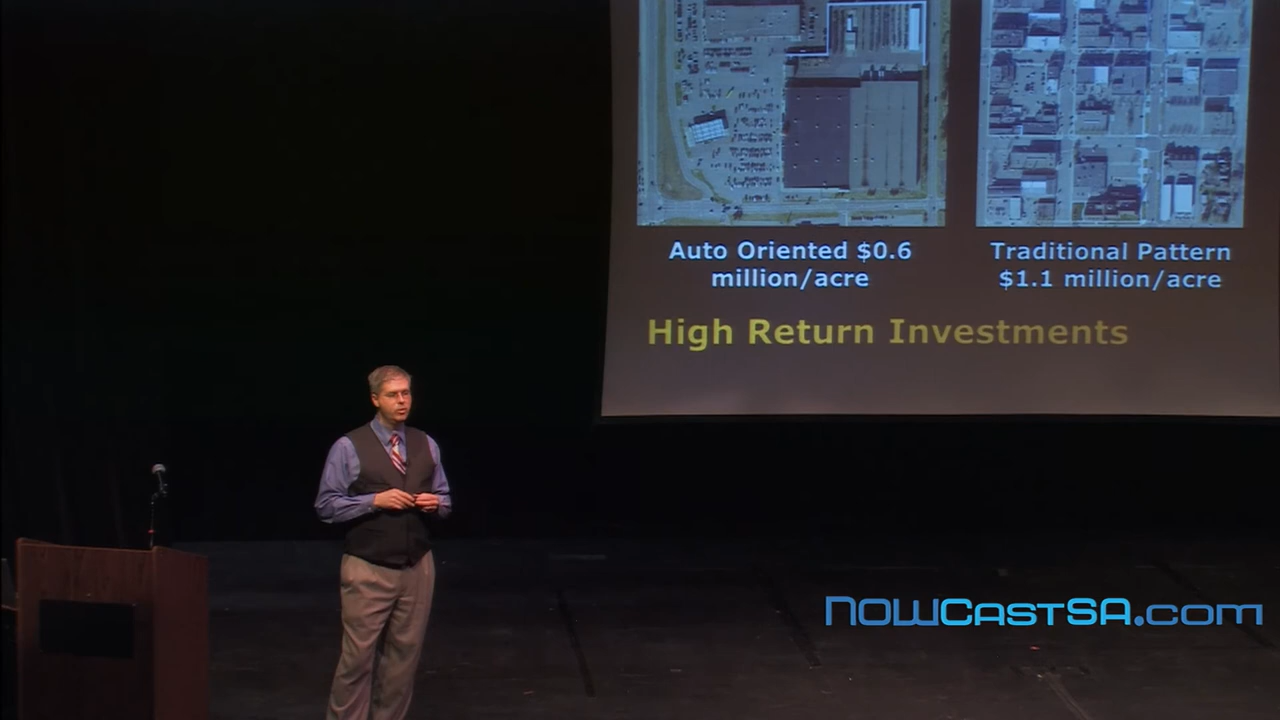 Auto Oriented $0.6
million/acre
Traditional Pattern
$1.1 million/acre
High Return Investments
NOWCastSA.com